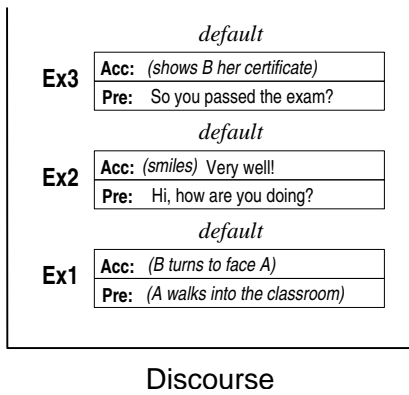 default
Ex3
Acc: (shows B her certificate)
Pre: So you passed the exam?
default
Ex2
Acc: (smiles) Very well!
Pre: Hi, how are you doing?
default
Ex1
Acc: (B turns to face A)
Pre: (A walks into the classroom)
Discourse